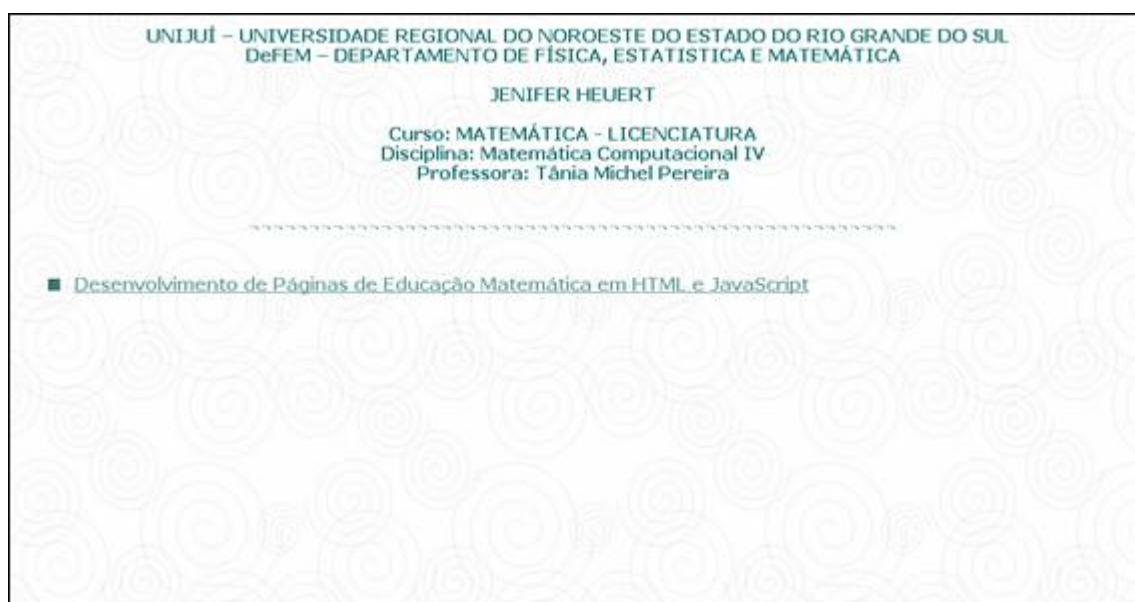 UNIJUÍ – UNIVERSIDADE REGIONAL DO NOROESTE DO ESTADO DO RIO GRANDE DO SUL
DeFEM – DEPARTAMENTO DE FÍSICA, ESTATISTICA E MATEMÁTICA
JENIFER HEUERT
Curso: MATEMÁTICA - LICENCIATURA
Disciplina: Matemática Computacional IV
Professora: Tânia Michel Pereira
Desenvolvimento de Páginas de Educação Matemática em HTML e JavaScript